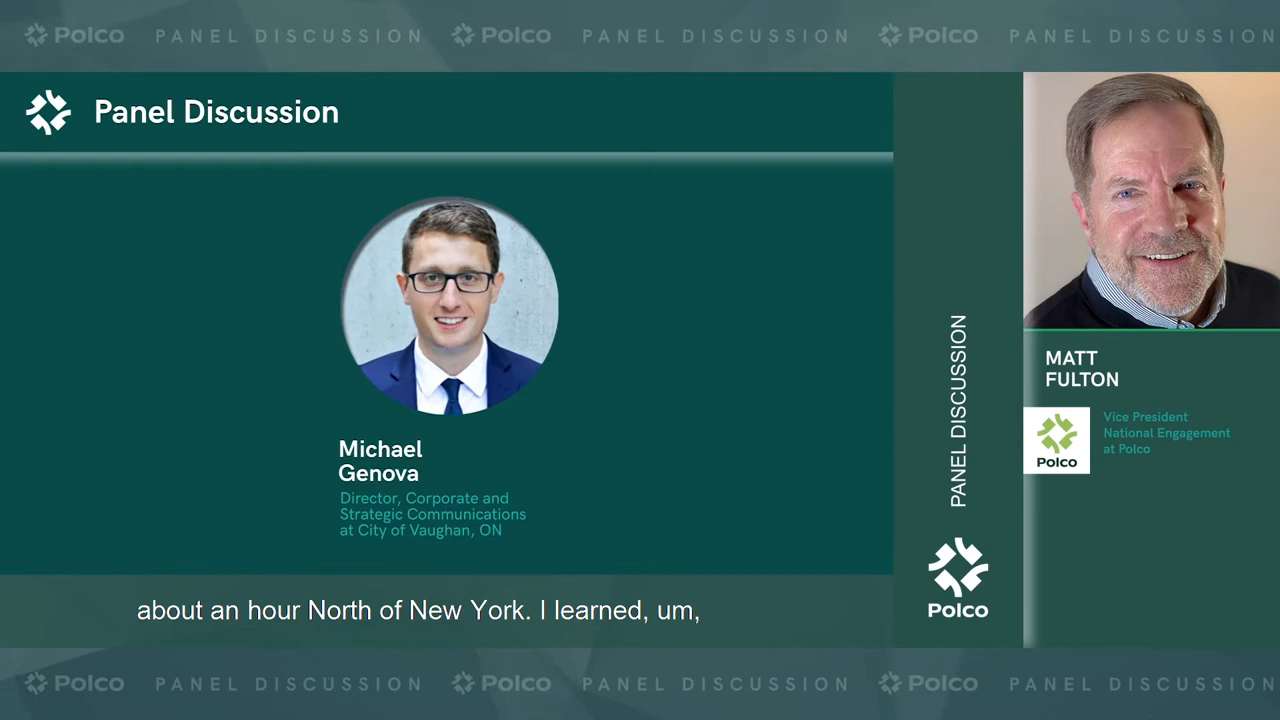 Polco PANEL DISCUSSION Polco PANEL DISCUSSION Polco PANEL DISCUSSION
Panel Discussion
Michael
Genova
Director, Corporate and
Strategic Communications
at City of Vaughan, ON
about an hour North of New York. I learned, um,
PANEL DISCUSSION
Polco
MATT
FULTON
Polco
Vice President
National Engagement
at Polco
Polco PANEL DISCUSSION Polco PANEL DISCUSSION Polco PANEL DISCUSSION